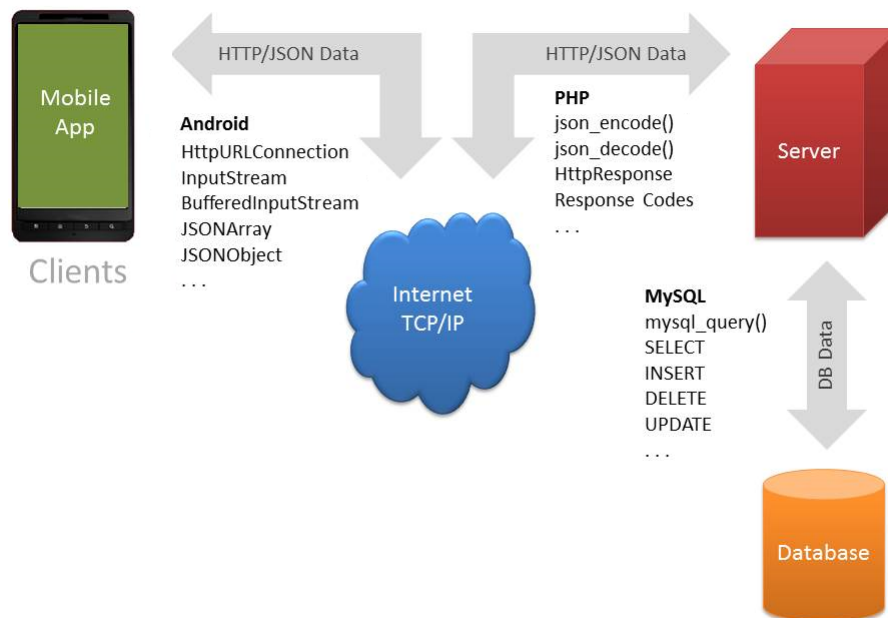 Mobile
App
Clients
HTTP/JSON Data
Android
HttpURLConnection
InputStream
BufferedInputStream
JSONArray
JSONObject
. . .
Internet
TCP/IP
HTTP/JSON Data
PHP
json_encode()
json_decode()
HttpResponse
Response Codes
. . .
Server
MySQL
mysql_query()
SELECT
INSERT
DELETE
UPDATE
. . .
DB Data
Database